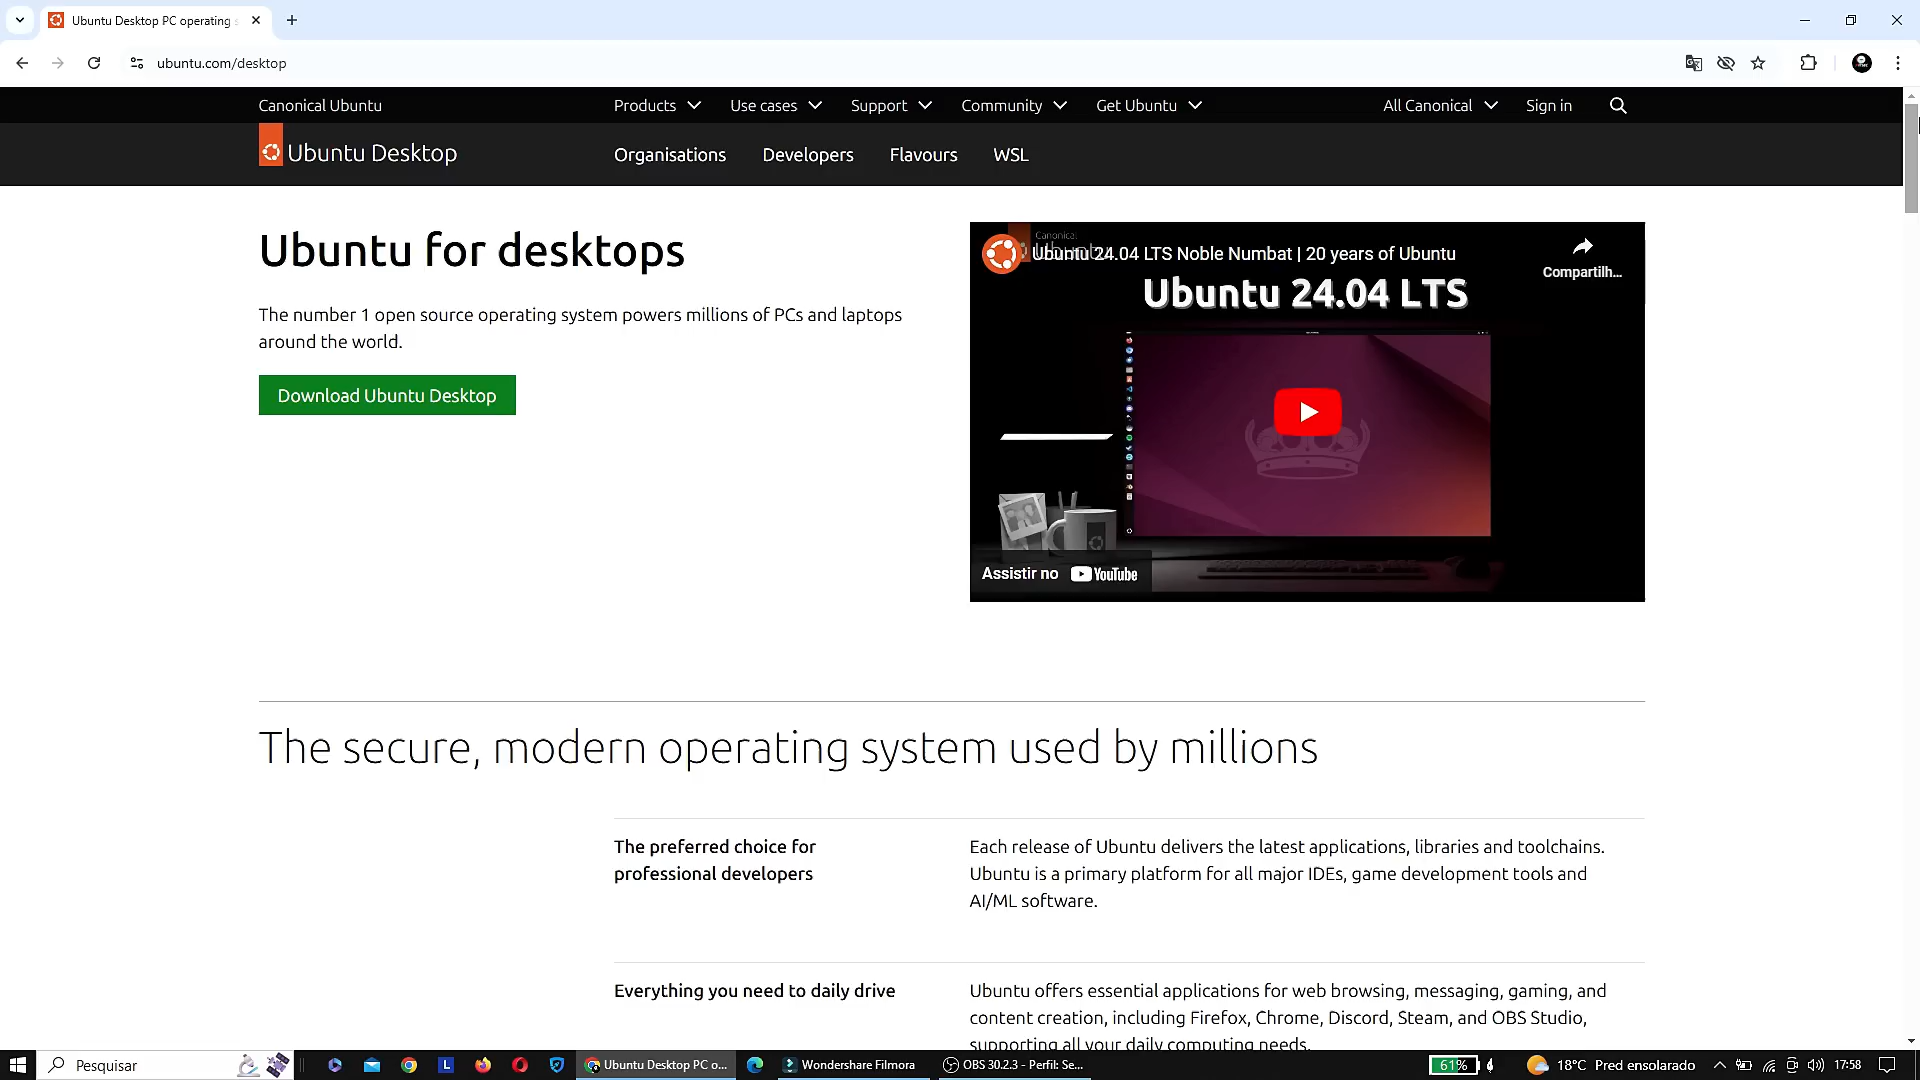 Ubuntu Desktop PC operating
ubuntu.com/desktop
Canonical Ubuntu
Products Use cases Support Community Get Ubuntu
All Canonical Sign in
Ubuntu Desktop
Organisations Developers Flavours WSL
Ubuntu for desktops
The number 1 open source operating system powers millions of PCs and laptops
around the world.
Download Ubuntu Desktop
Canonical
Ubuntu
Ubuntu 24.04 LTS Noble Numbat | 20 years of Ubuntu
Compartilh...
Ubuntu 24.04 LTS
Assistir no YouTube
The secure, modern operating system used by millions
The preferred choice for
professional developers
Each release of Ubuntu delivers the latest applications, libraries and toolchains.
Ubuntu is a primary platform for all major IDEs, game development tools and
AI/ML software.
Everything you need to daily drive
Ubuntu offers essential applications for web browsing, messaging, gaming, and
content creation, including Firefox, Chrome, Discord, Steam, and OBS Studio,
supporting all your daily computing needs.
Pesquisar
L
Ubuntu Desktop PC o...
Wondershare Filmora
OBS 30.2.3 - Perfil: Se...
61%
18°C Pred ensolarado
17:58